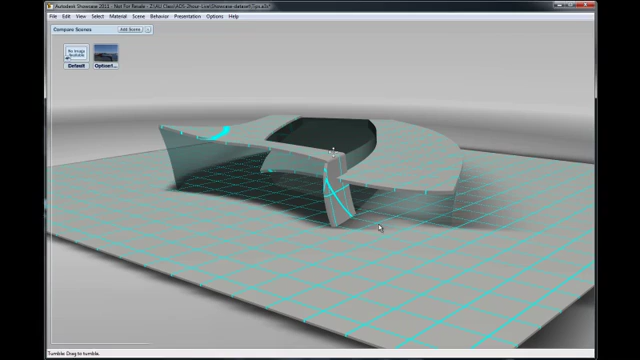 Autodesk Showcase 2013 - Not For Resale
File Edit View Select Material Scene Behavior Presentation Options Help
Compare Scenes Add Scene
No Image Available
Default
Tumble: Drag to tumble.